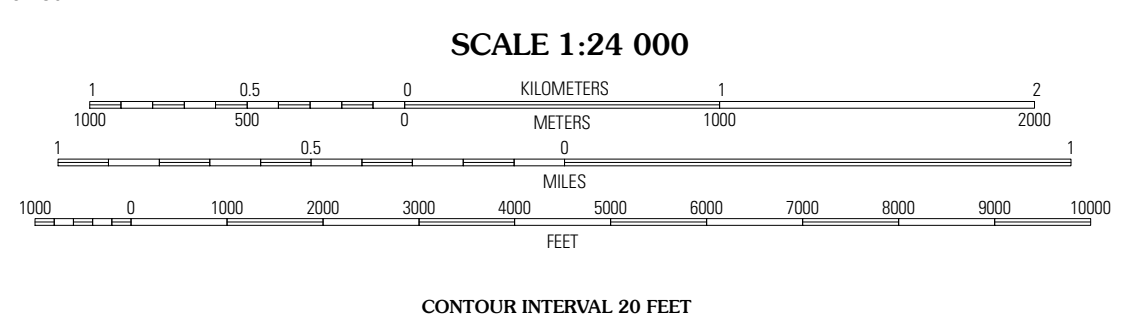 SCALE 1:24 000
1 0.5 0 KILOMETERS 1 2
1000 500 0 METERS 1000 2000
1 0.5 0 1
MILES
1000 0 1000 2000 3000 4000 5000 6000 7000 8000 9000 10000
FEET
CONTOUR INTERVAL 20 FEET